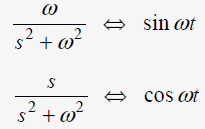 ω / (s² + ω²) ⇔ sin ωt
s / (s² + ω²) ⇔ cos ωt